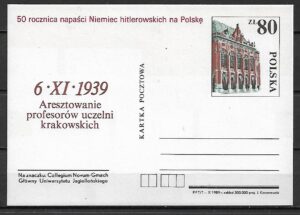 50 rocznica napaści Niemiec hitlerowskich na Polskę
zł 80
POLSKA
6·XI·1939
Aresztowanie
profesorów uczelni
krakowskich
KARTKA POCZTOWA
Na znaczku: Collegium Novum-Gmach
Główny Uniwersytetu Jagiellońskiego